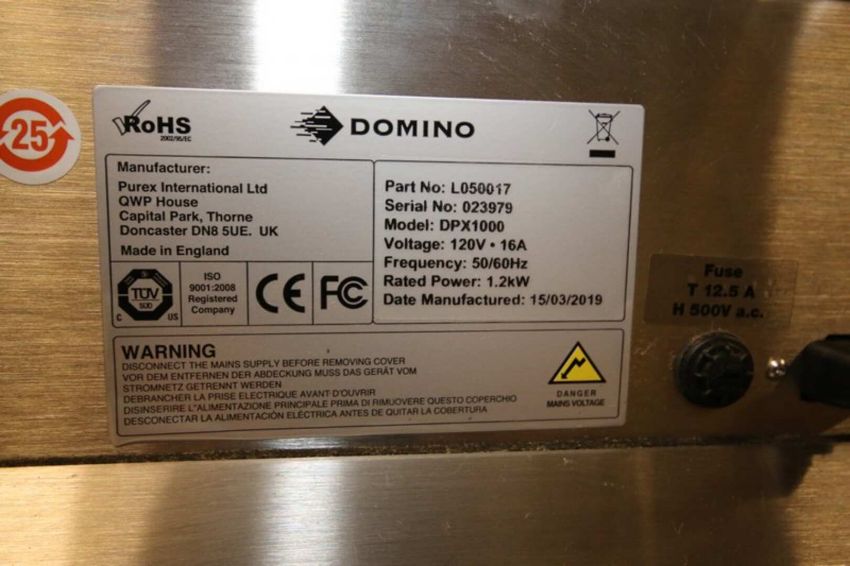 25
RoHS
2002/95/EC
DOMINO
Manufacturer:
Purex International Ltd
QWP House
Capital Park, Thorne
Doncaster DN8 5UE. UK
Made in England
Part No: L050017
Serial No: 023979
Model: DPX1000
Voltage: 120V • 16A
Frequency: 50/60Hz
Rated Power: 1.2kW
Date Manufactured: 15/03/2019
TÜV
SÜD
C US
ISO
9001:2008
Registered
Company
CE
FC
Fuse
T 12.5 A
H 500V a.c.
WARNING
DISCONNECT THE MAINS SUPPLY BEFORE REMOVING COVER
VOR DEM ENTFERNEN DER ABDECKUNG MUSS DAS GERÄT VOM
STROMNETZ GETRENNT WERDEN
DEBRANCHER LA PRISE ELECTRIQUE AVANT D'OUVRIR
DISINSERIRE L'ALIMENTAZIONE PRINCIPALE PRIMA DI RIMUOVERE QUESTO COPERCHIO
DESCONECTAR LA ALIMENTACIÓN ELÉCTRICA ANTES DE QUITAR LA COBERTURA
DANGER
MAINS VOLTAGE